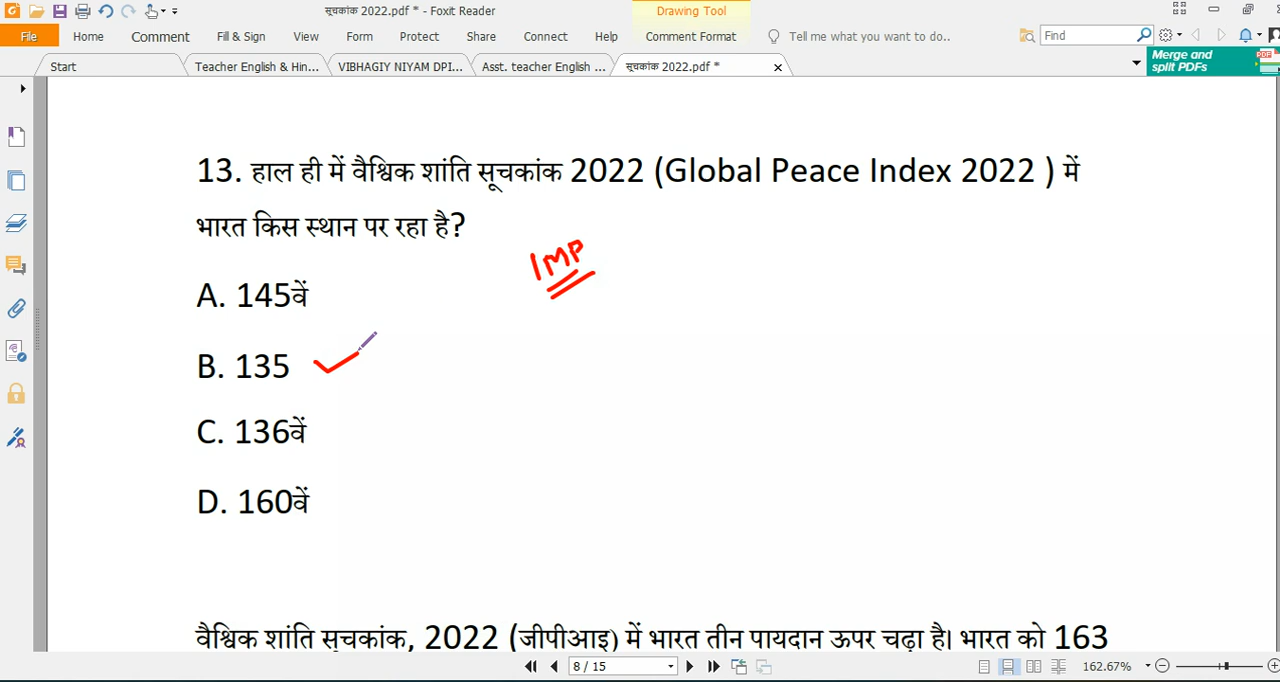 सूचकांक 2022.pdf * - Foxit Reader
Drawing Tool
File Home Comment Fill & Sign View Form Protect Share Connect Help Comment Format Tell me what you want to do.. Find
Start Teacher English & Hin... VIBHAGIY NIYAM DPI... Asst. teacher English ... सूचकांक 2022.pdf *
Merge and
split PDFs
PDF
13. हाल ही में वैश्विक शांति सूचकांक 2022 (Global Peace Index 2022 ) में
भारत किस स्थान पर रहा है?
IMP
A. 145वें
B. 135
C. 136वें
D. 160वें
वैश्विक शांति सूचकांक, 2022 (जीपीआइ) में भारत तीन पायदान ऊपर चढ़ा है। भारत को 163
8 / 15 162.67%